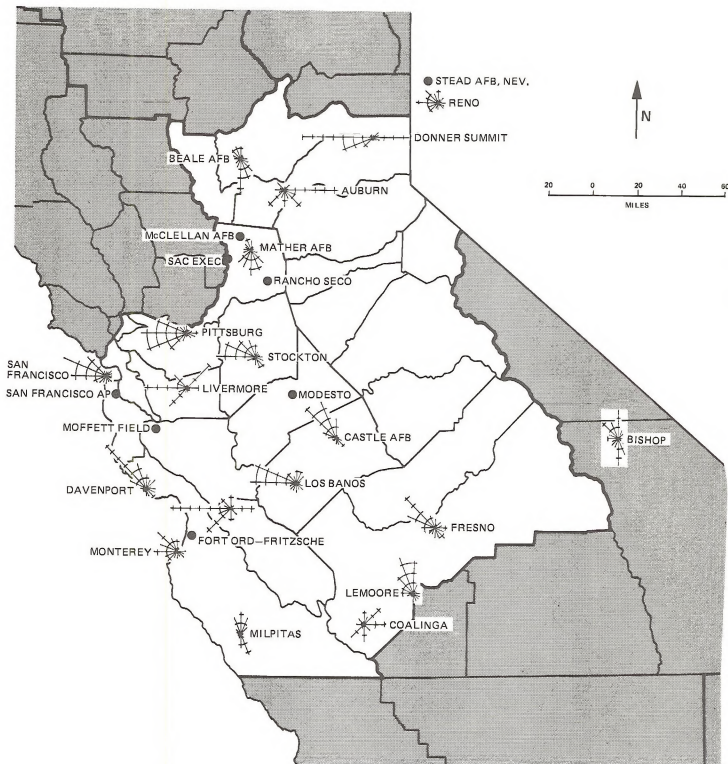 STEAD AFB, NEV.
RENO
N
DONNER SUMMIT
BEALE AFB
AUBURN
20 0 20 40 60
MILES
McCLELLAN AFB
MATHER AFB
SAC EXEC
RANCHO SECO
PITTSBURG
STOCKTON
SAN
FRANCISCO
LIVERMORE
SAN FRANCISCO AP
MODESTO
MOFFETT FIELD
CASTLE AFB
BISHOP
LOS BANOS
DAVENPORT
FRESNO
FORT ORD—FRITZSCHE
MONTEREY
LEMOORE
COALINGA
MILPITAS